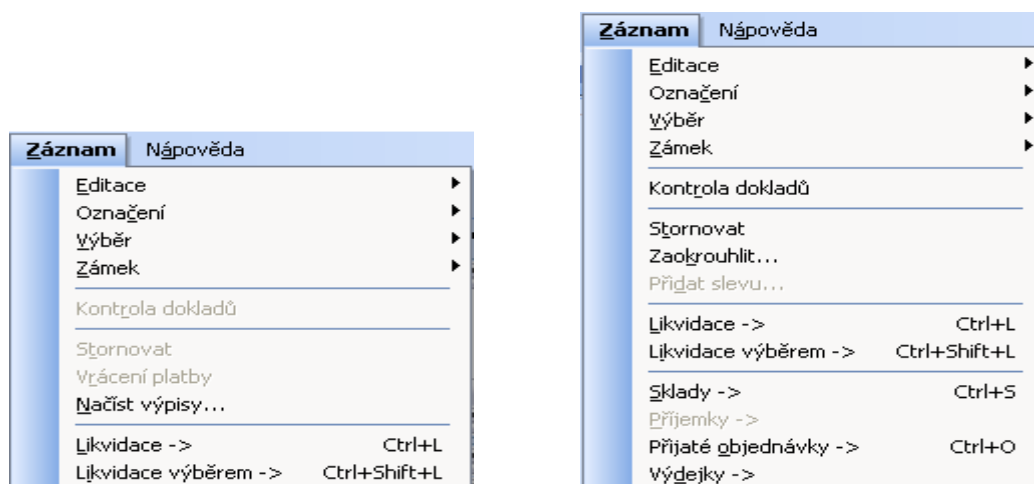 Záznam Nápověda
Editace
Označení
Výběr
Zámek
Kontrola dokladů
Stornovat
Vrácení platby
Načíst výpisy...
Likvidace -> Ctrl+L
Likvidace výběrem -> Ctrl+Shift+L
Záznam Nápověda
Editace
Označení
Výběr
Zámek
Kontrola dokladů
Stornovat
Zaokrouhlit...
Přidat slevu...
Likvidace -> Ctrl+L
Likvidace výběrem -> Ctrl+Shift+L
Sklady -> Ctrl+S
Příjemky ->
Přijaté objednávky -> Ctrl+O
Výdejky ->